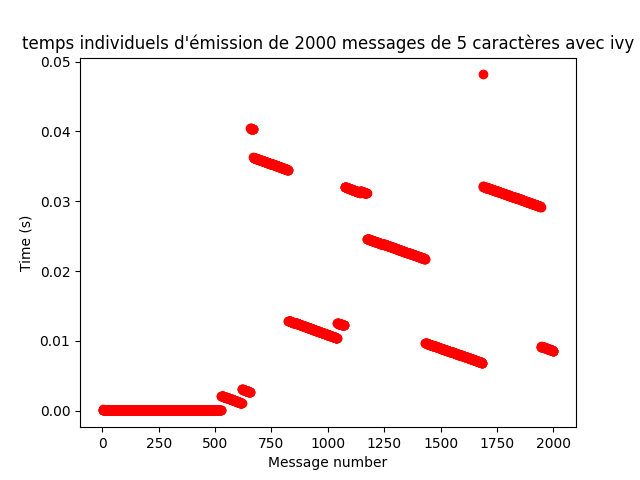 temps individuels d'émission de 2000 messages de 5 caractères avec ivy
0.05
0.04
0.03
0.02
0.01
0.00
Time (s)
0 250 500 750 1000 1250 1500 1750 2000
Message number